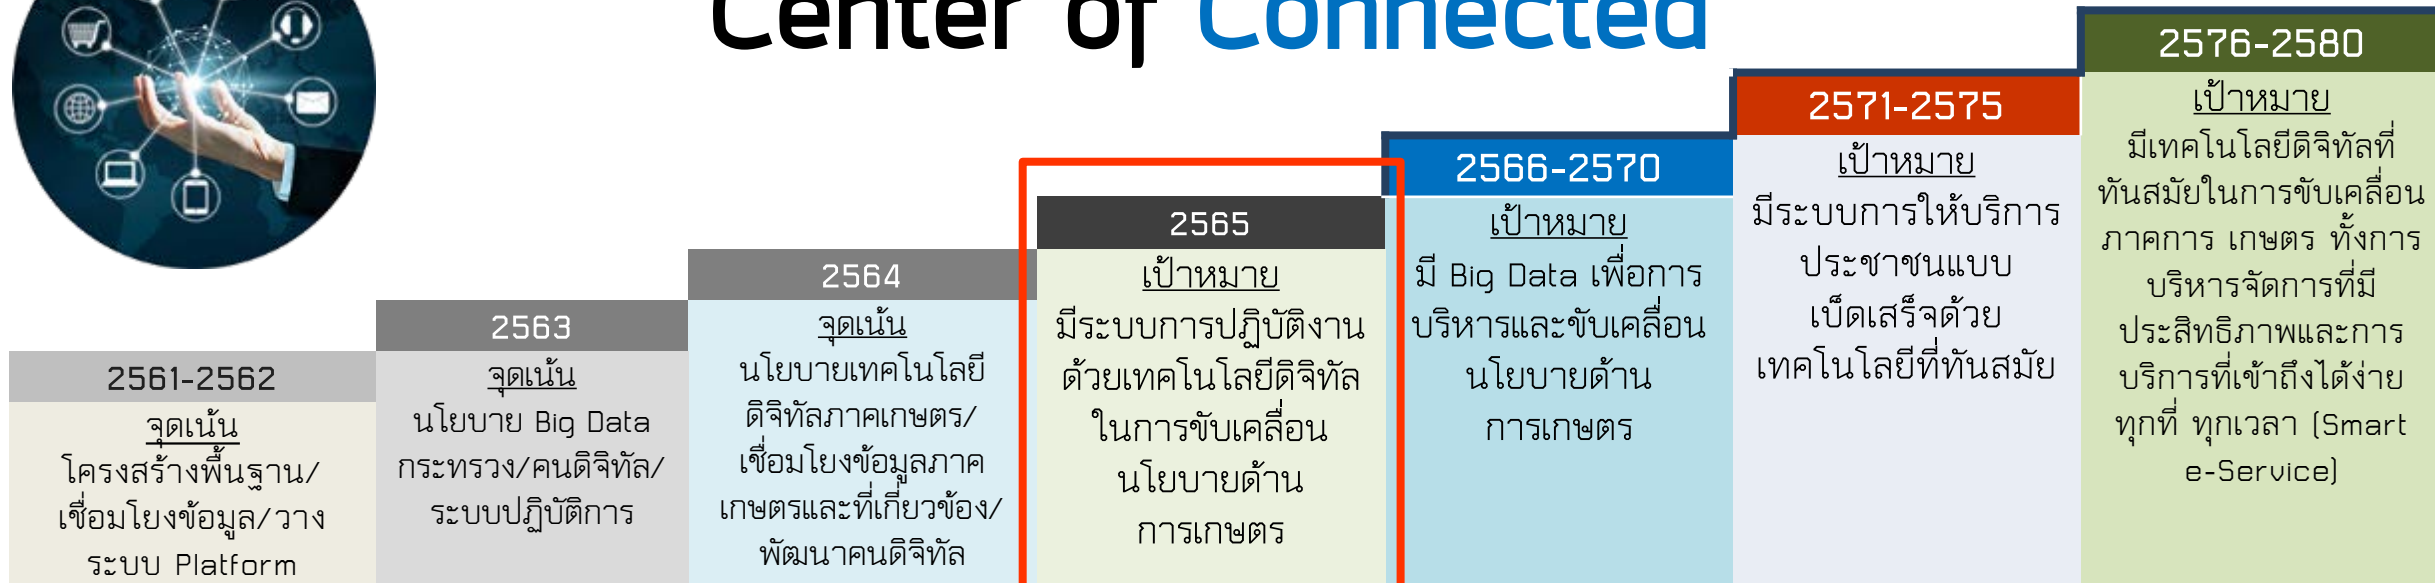 Center of Connected
2561-2562
จุดเน้น
โครงสร้างพื้นฐาน/
เชื่อมโยงข้อมูล/วาง
ระบบ Platform
2563
จุดเน้น
นโยบาย Big Data
กระทรวง/คนดิจิทัล/
ระบบปฏิบัติการ
2564
จุดเน้น
นโยบายเทคโนโลยี
ดิจิทัลภาคเกษตร/
เชื่อมโยงข้อมูลภาค
เกษตรและที่เกี่ยวข้อง/
พัฒนาคนดิจิทัล
2565
เป้าหมาย
มีระบบการปฏิบัติงาน
ด้วยเทคโนโลยีดิจิทัล
ในการขับเคลื่อน
นโยบายด้าน
การเกษตร
2566-2570
เป้าหมาย
มี Big Data เพื่อการ
บริหารและขับเคลื่อน
นโยบายด้าน
การเกษตร
2571-2575
เป้าหมาย
มีระบบการให้บริการ
ประชาชนแบบ
เบ็ดเสร็จด้วย
เทคโนโลยีที่ทันสมัย
2576-2580
เป้าหมาย
มีเทคโนโลยีดิจิทัลที่
ทันสมัยในการขับเคลื่อน
ภาคการ เกษตร ทั้งการ
บริหารจัดการที่มี
ประสิทธิภาพและการ
บริการที่เข้าถึงได้ง่าย
ทุกที่ ทุกเวลา (Smart
e-Service)